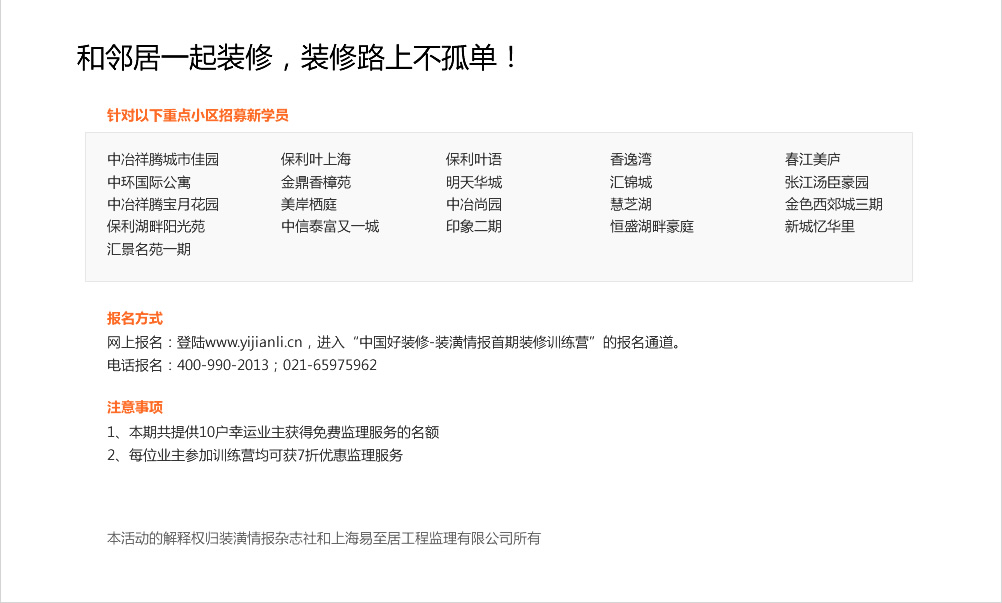 和邻居一起装修，装修路上不孤单！
针对以下重点小区招募新学员
中冶祥腾城市佳园 保利叶上海 保利叶语 香逸湾 春江美庐
中环国际公寓 金鼎香樟苑 明天华城 汇锦城 张江汤臣豪园
中冶祥腾宝月花园 美岸栖庭 中冶尚园 慧芝湖 金色西郊城三期
保利湖畔阳光苑 中信泰富又一城 印象二期 恒盛湖畔豪庭 新城忆华里
汇景名苑一期
报名方式
网上报名：登陆www.yijianli.cn，进入“中国好装修-装潢情报首期装修训练营”的报名通道。
电话报名：400-990-2013；021-65975962
注意事项
1、本期共提供10户幸运业主获得免费监理服务的名额
2、每位业主参加训练营均可获7折优惠监理服务
本活动的解释权归装潢情报杂志社和上海易至居工程监理有限公司所有